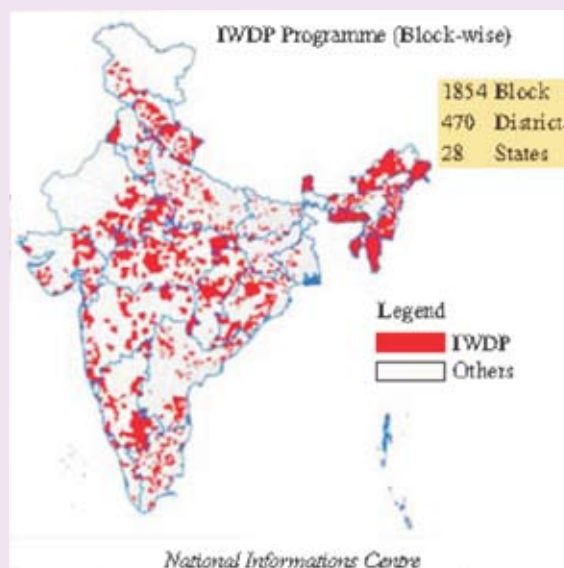 IWDP Programme (Block-wise)
1854 Block
470 District
28 States
Legend
IWDP
Others
National Informations Centre